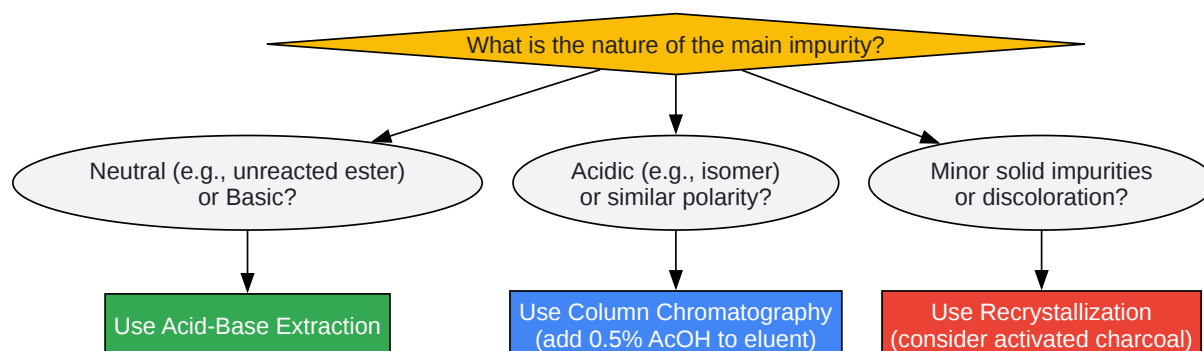 What is the nature of the main impurity?
Neutral (e.g., unreacted ester)
or Basic?
Acidic (e.g., isomer)
or similar polarity?
Minor solid impurities
or discoloration?
Use Acid-Base Extraction
Use Column Chromatography
(add 0.5% AcOH to eluent)
Use Recrystallization
(consider activated charcoal)